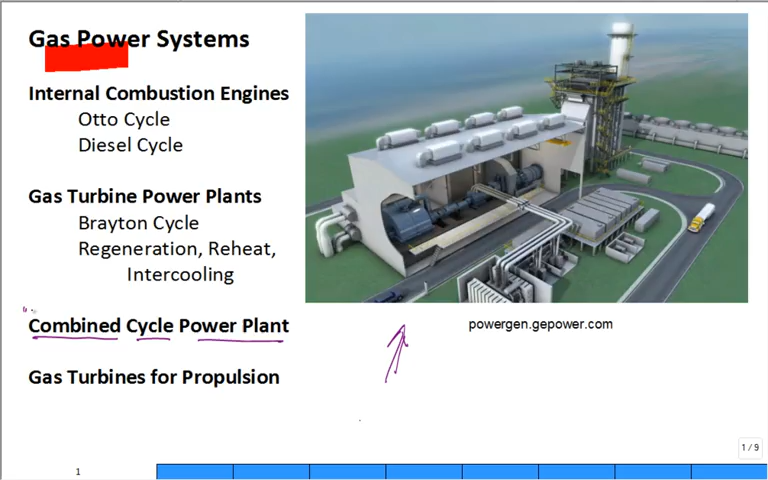 Gas Power Systems
Internal Combustion Engines
Otto Cycle
Diesel Cycle
Gas Turbine Power Plants
Brayton Cycle
Regeneration, Reheat,
Intercooling
Combined Cycle Power Plant
powergen.gepower.com
Gas Turbines for Propulsion
1 / 9
1